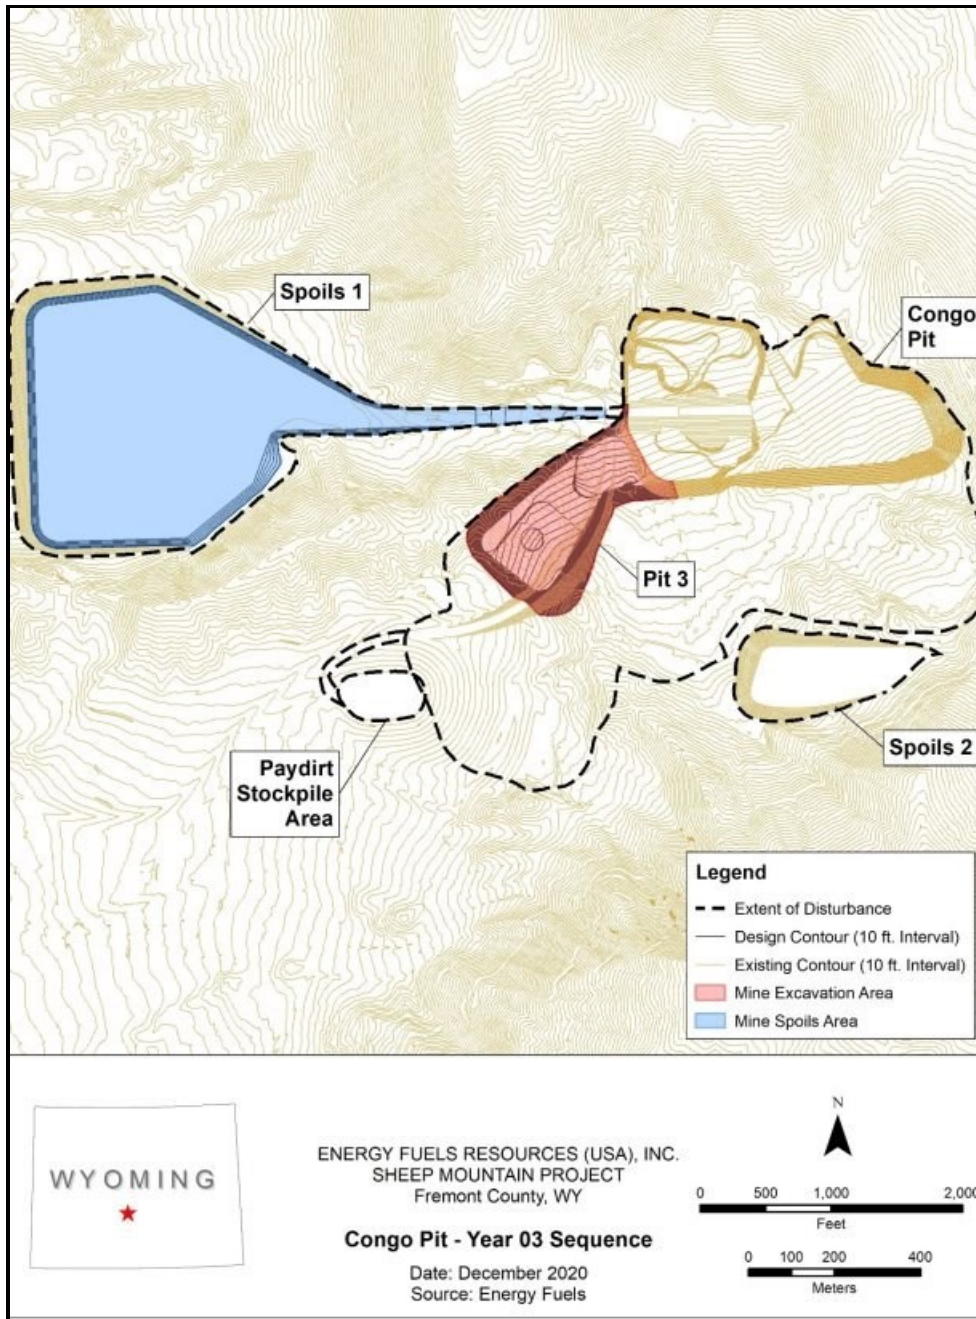 Spoils 1
Congo
Pit
Pit 3
Spoils 2
Paydirt
Stockpile
Area
Legend
Extent of Disturbance
Design Contour (10 ft. Interval)
Existing Contour (10 ft. Interval)
Mine Excavation Area
Mine Spoils Area
WYOMING
ENERGY FUELS RESOURCES (USA), INC.
SHEEP MOUNTAIN PROJECT
Fremont County, WY
Congo Pit - Year 03 Sequence
Date: December 2020
Source: Energy Fuels
N
0 500 1,000 2,000
Feet
0 100 200 400
Meters